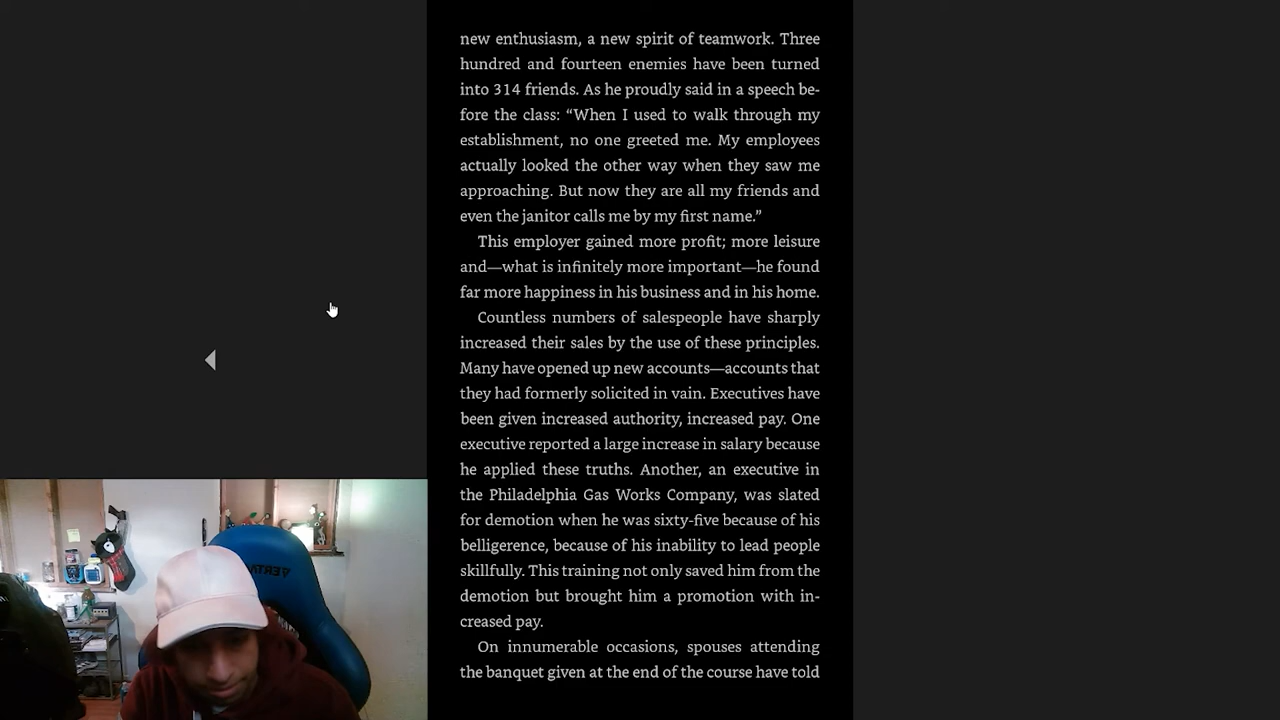 new enthusiasm, a new spirit of teamwork. Three
hundred and fourteen enemies have been turned
into 314 friends. As he proudly said in a speech be-
fore the class: “When I used to walk through my
establishment, no one greeted me. My employees
actually looked the other way when they saw me
approaching. But now they are all my friends and
even the janitor calls me by my first name.”
This employer gained more profit; more leisure
and—what is infinitely more important—he found
far more happiness in his business and in his home.
Countless numbers of salespeople have sharply
increased their sales by the use of these principles.
Many have opened up new accounts—accounts that
they had formerly solicited in vain. Executives have
been given increased authority, increased pay. One
executive reported a large increase in salary because
he applied these truths. Another, an executive in
the Philadelphia Gas Works Company, was slated
for demotion when he was sixty-five because of his
belligerence, because of his inability to lead people
skillfully. This training not only saved him from the
demotion but brought him a promotion with in-
creased pay.
On innumerable occasions, spouses attending
the banquet given at the end of the course have told